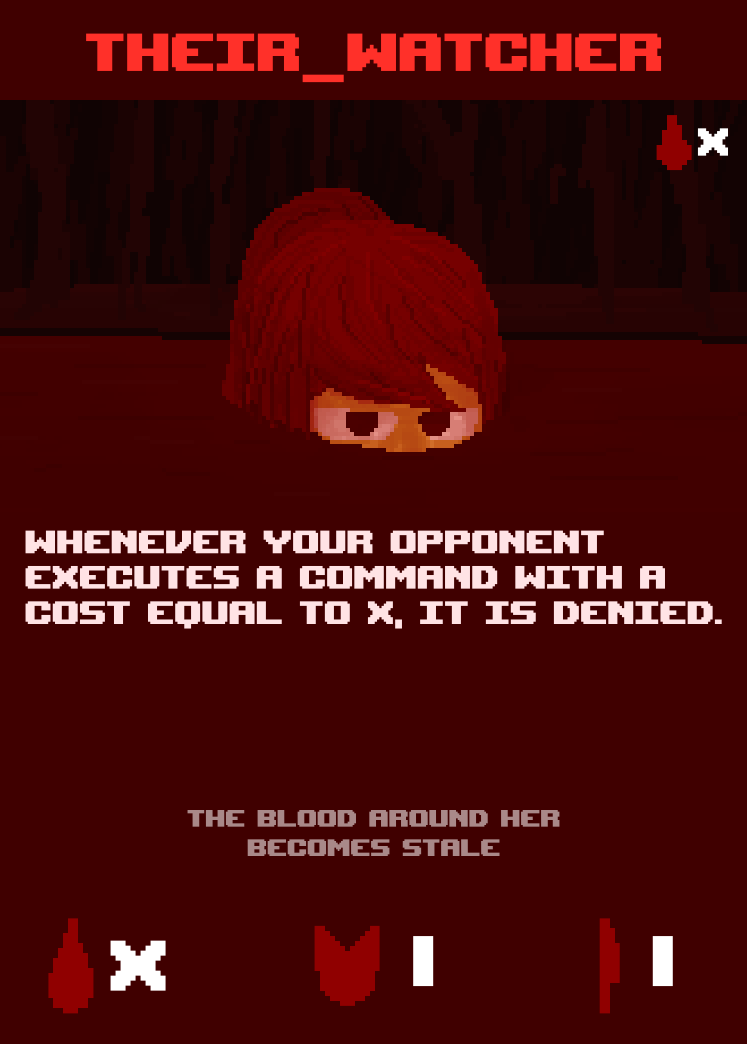 THEIR_WATCHER
X
WHENEVER YOUR OPPONENT
EXECUTES A COMMAND WITH A
COST EQUAL TO X, IT IS DENIED.
THE BLOOD AROUND HER
BECOMES STALE
X 1 1